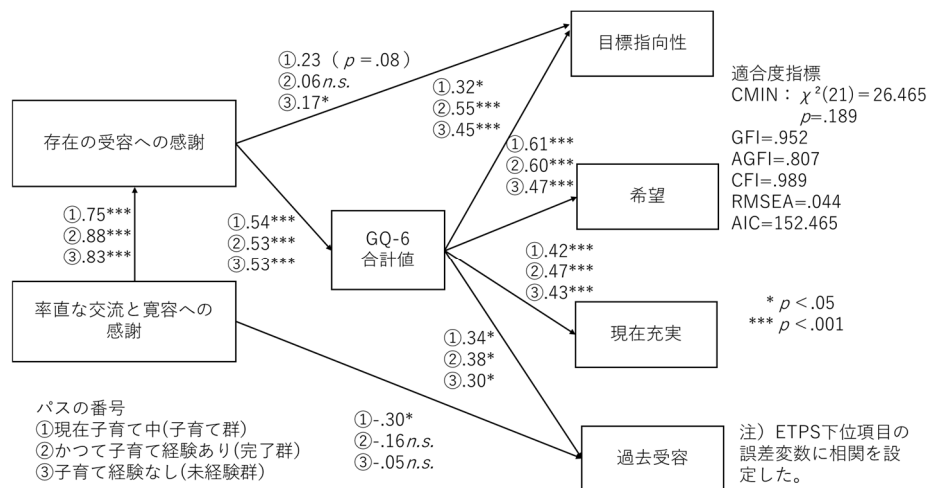 目標指向性
①.23（ p＝.08）
②.06n.s.
③.17*
①.32*
②.55***
③.45***
適合度指標
CMIN： χ²(21)＝26.465
p=.189
GFI=.952
AGFI=.807
CFI=.989
RMSEA=.044
AIC=152.465
存在の受容への感謝
①.61***
②.60***
③.47***
希望
①.75***
②.88***
③.83***
①.54***
②.53***
③.53***
GQ-6
合計値
①.42***
②.47***
③.43***
率直な交流と寛容への
感謝
* p＜.05
*** p＜.001
現在充実
①.34*
②.38*
③.30*
パスの番号
①現在子育て中(子育て群)
②かつて子育て経験あり(完了群)
③子育て経験なし(未経験群)
①-.30*
②-.16n.s.
③-.05n.s.
過去受容
注）ETPS下位項目の
誤差変数に相関を設
定した。